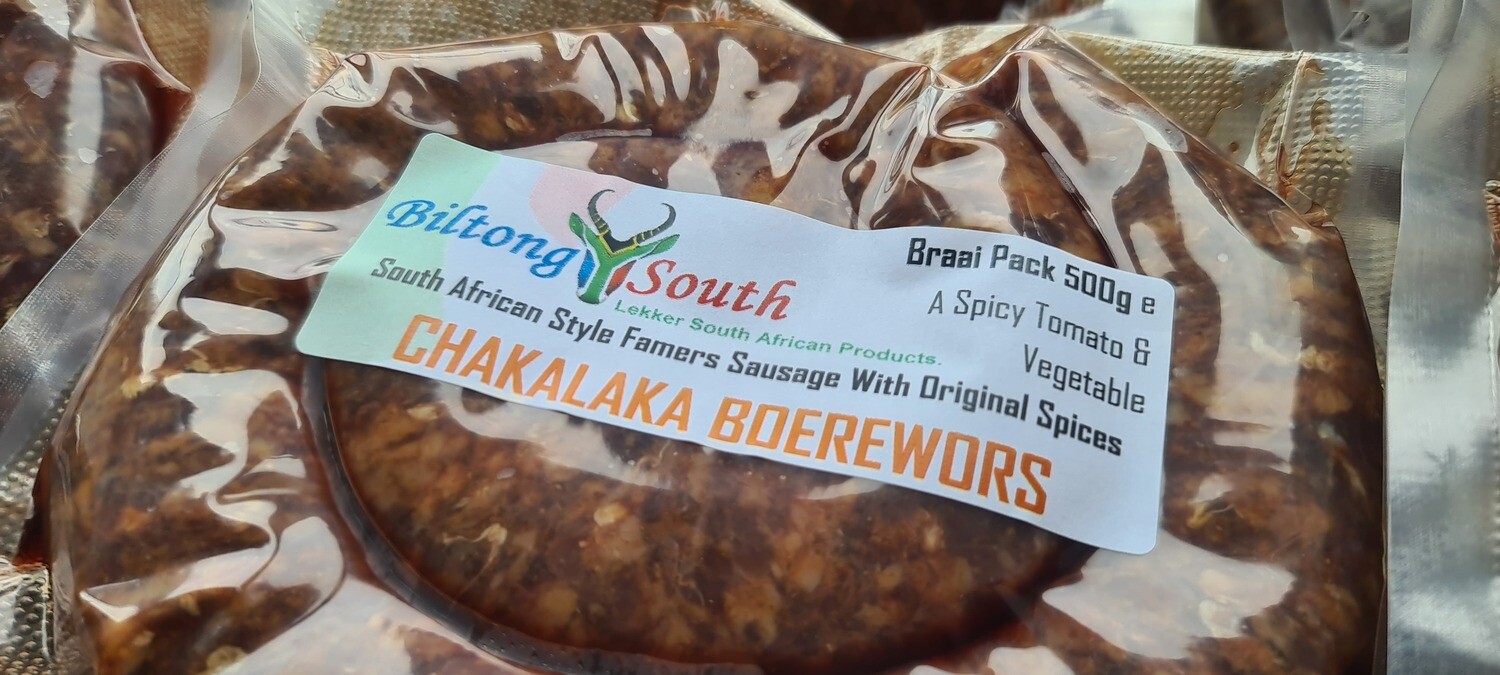 Biltong South
Lekker South African Products.
South African Style Famers Sausage With Original Spices
CHAKALAKA BOEREWORS
Braai Pack 500g e
A Spicy Tomato &
Vegetable